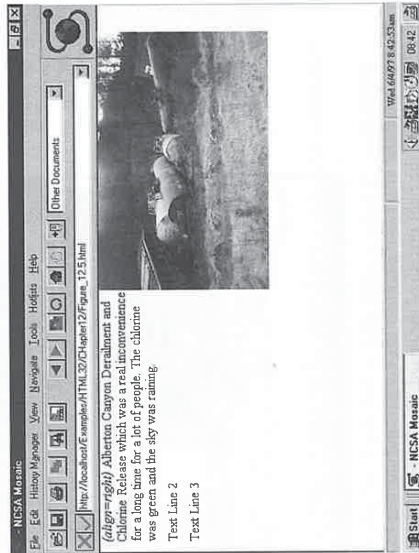 - NCSA Mosaic
File Edit History Manager View Navigate Tools Hotlists Help
Other Documents
http://localhost/Examples/HTML32/CHapter12/Figure_12.5.html
(align=right) Alberton Canyon Derailment and
Chlorine Release which was a real inconvenience
for a long time for a lot of people. The chlorine
was green and the sky was raining.
Text Line 2
Text Line 3
Wed 6/4/97 8:42:53 am
Start - NCSA Mosaic 08:42